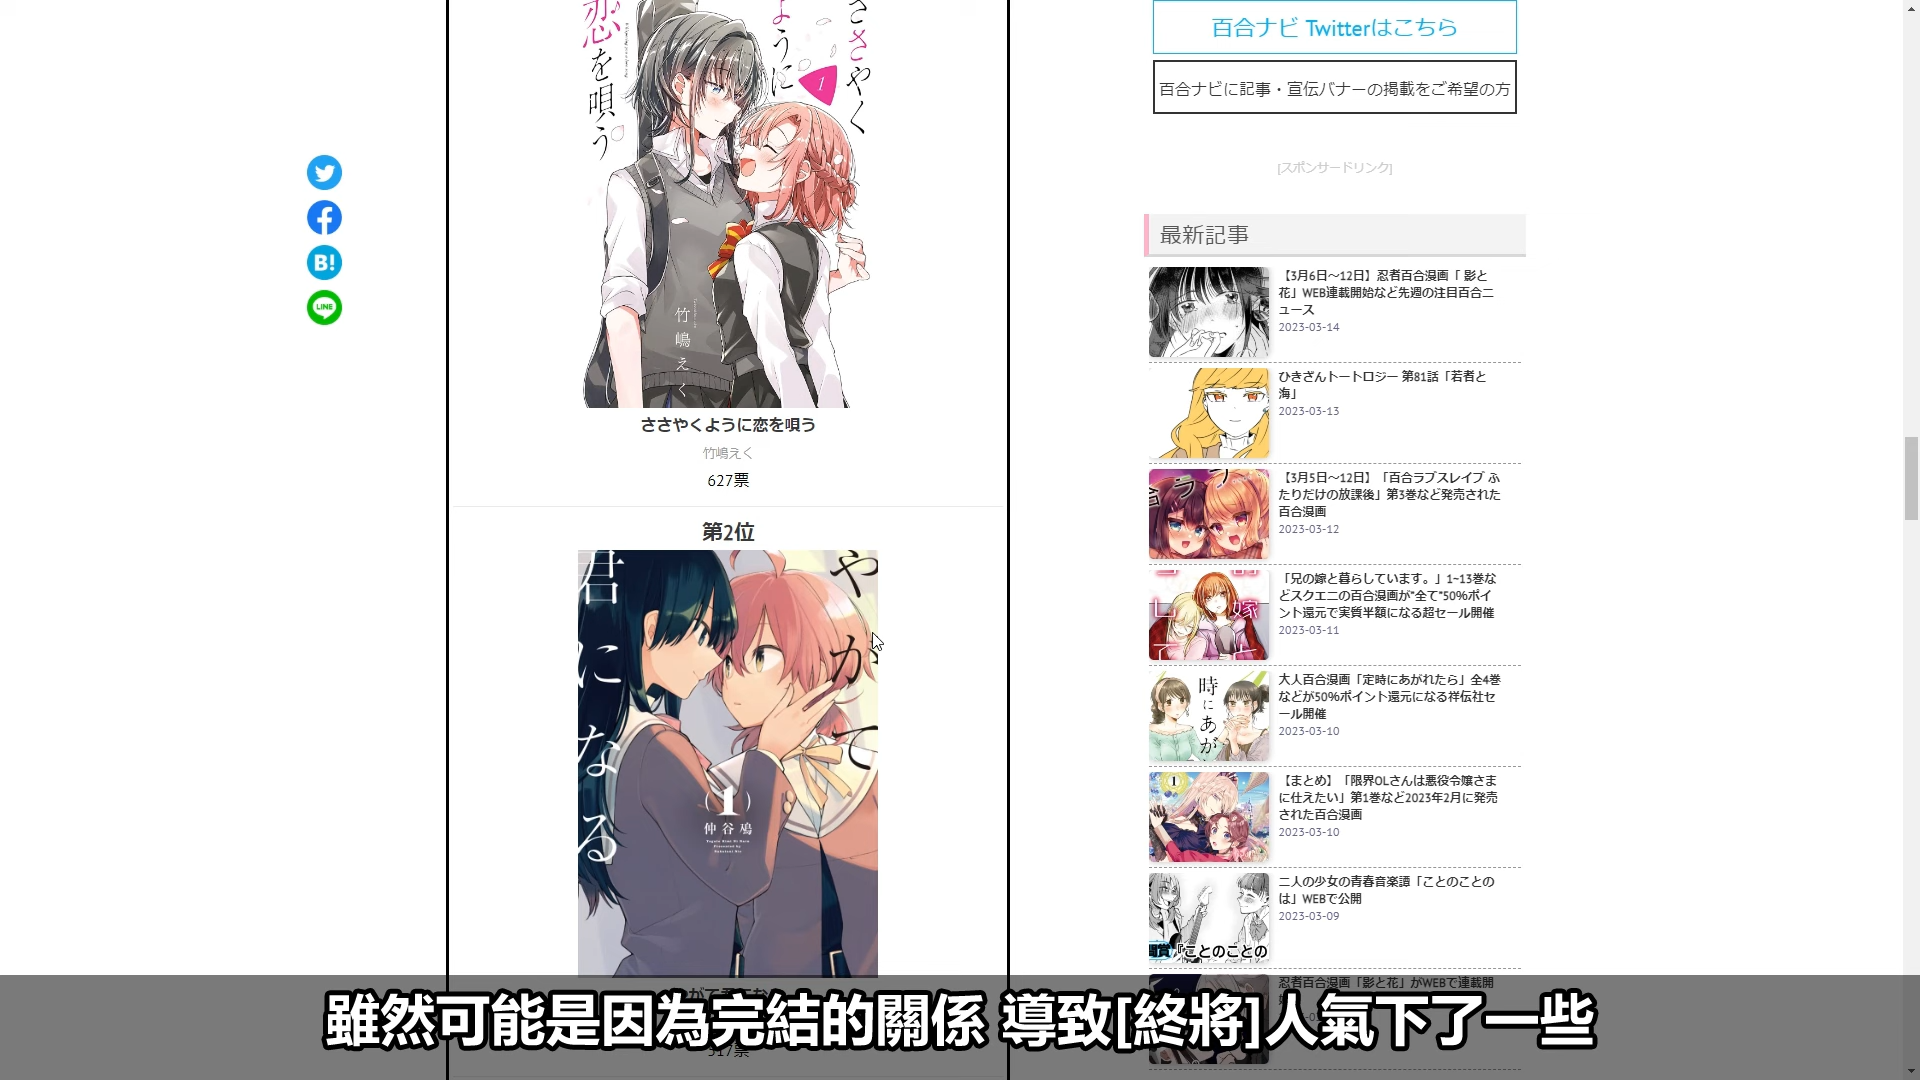 ささやく
ように
恋を唄う
1
竹嶋えく
ささやくように恋を唄う
竹嶋えく
627票
第2位
やがて
君になる
(1)
仲谷鳰
百合ナビ Twitterはこちら
百合ナビに記事・宣伝バナーの掲載をご希望の方
[スポンサードリンク]
最新記事
【3月6日～12日】忍者百合漫画「 影と
花」WEB連載開始など先週の注目百合ニ
ュース
2023-03-14
ひきざんトートロジー 第81話「若者と
海」
2023-03-13
【3月5日～12日】「百合ラブスレイブ ふ
たりだけの放課後」第3巻など発売された
百合漫画
2023-03-12
「兄の嫁と暮らしています。」1~13巻な
どスクエニの百合漫画が"全て"50%ポイ
ント還元で実質半額になる超セール開催
2023-03-11
時にあが
大人百合漫画「定時にあがれたら」全4巻
などが50%ポイント還元になる祥伝社セ
ール開催
2023-03-10
【まとめ】「限界OLさんは悪役令嬢さま
に仕えたい」第1巻など2023年2月に発売
された百合漫画
2023-03-10
『ことのことの
二人の少女の青春音楽譚「ことのことの
は」WEBで公開
2023-03-09
忍者百合漫画「影と花」がWEBで連載開
B!
LINE
雖然可能是因為完結的關係 導致[終將]人氣下了一些
517票